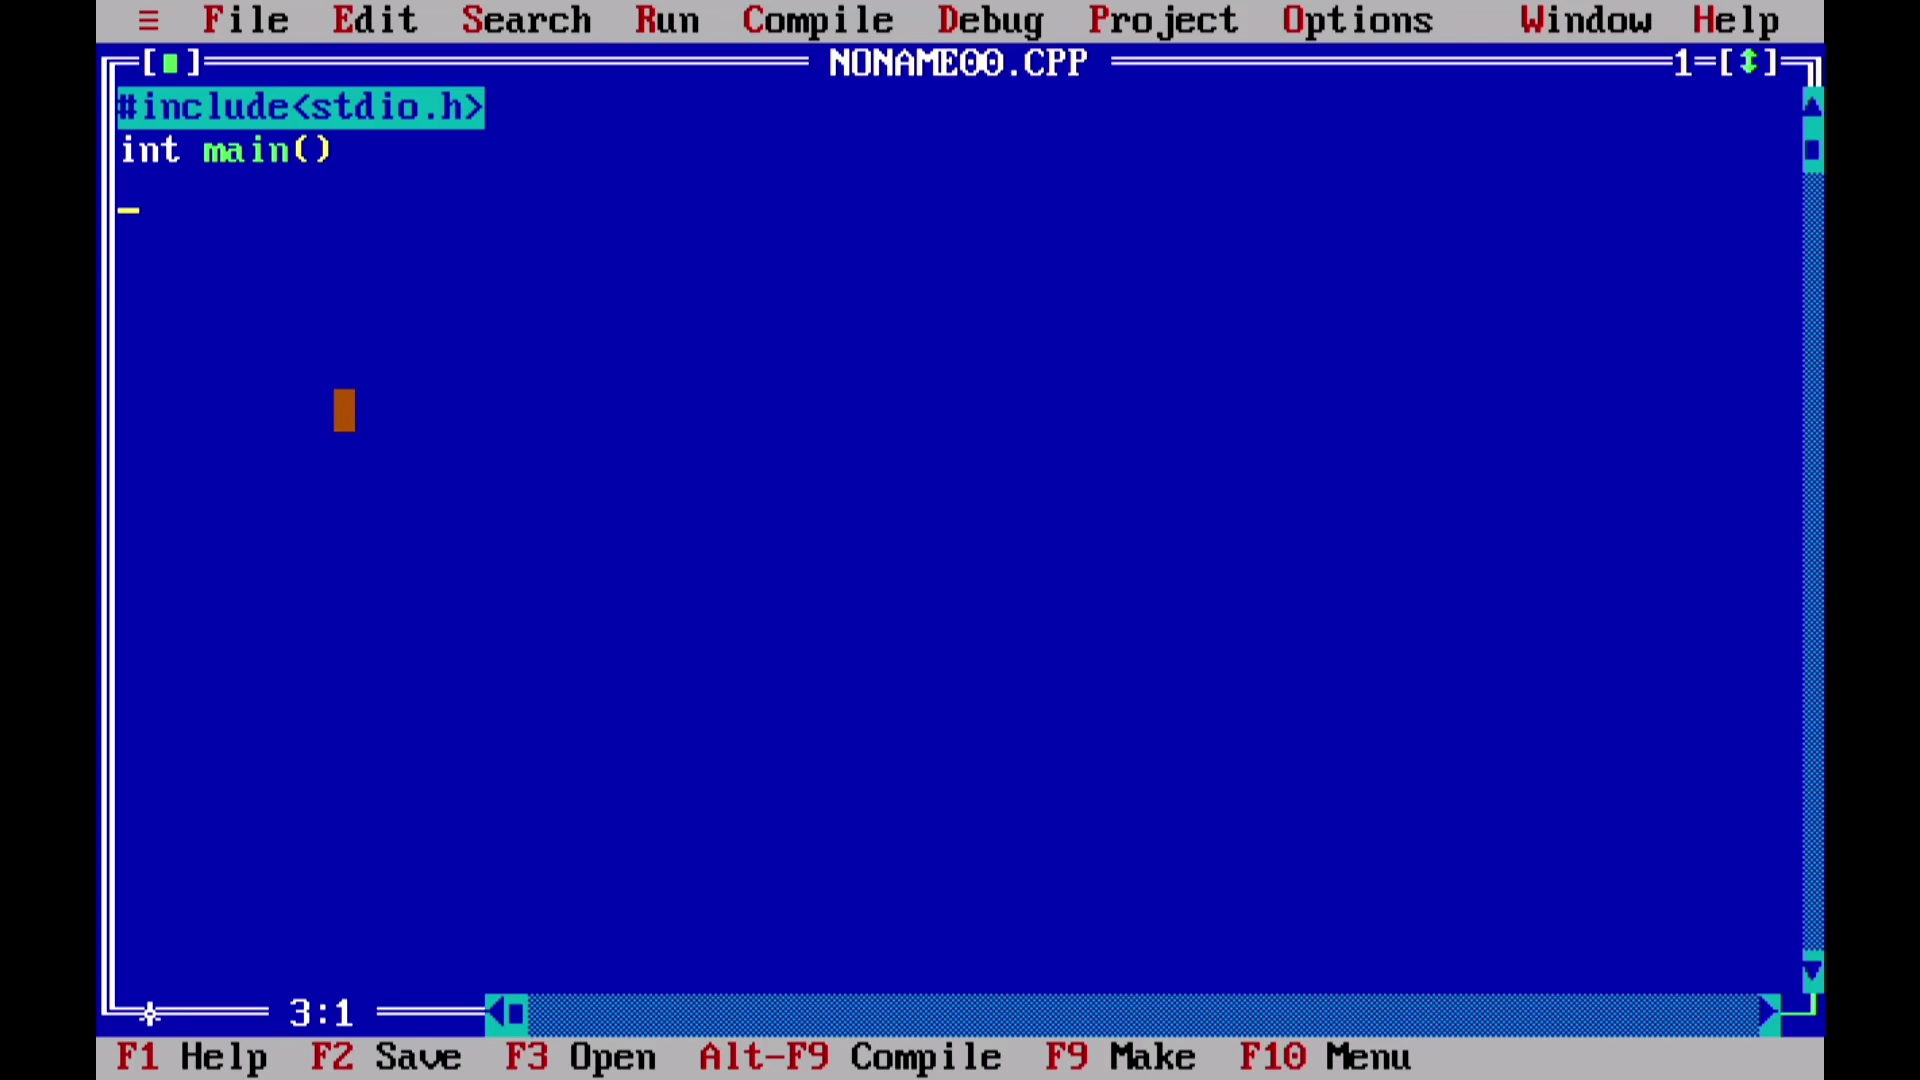 ≡ File Edit Search Run Compile Debug Project Options Window Help
[■] NONAME00.CPP 1=[↕]
#include<stdio.h>
int main()
3:1
F1 Help F2 Save F3 Open Alt-F9 Compile F9 Make F10 Menu